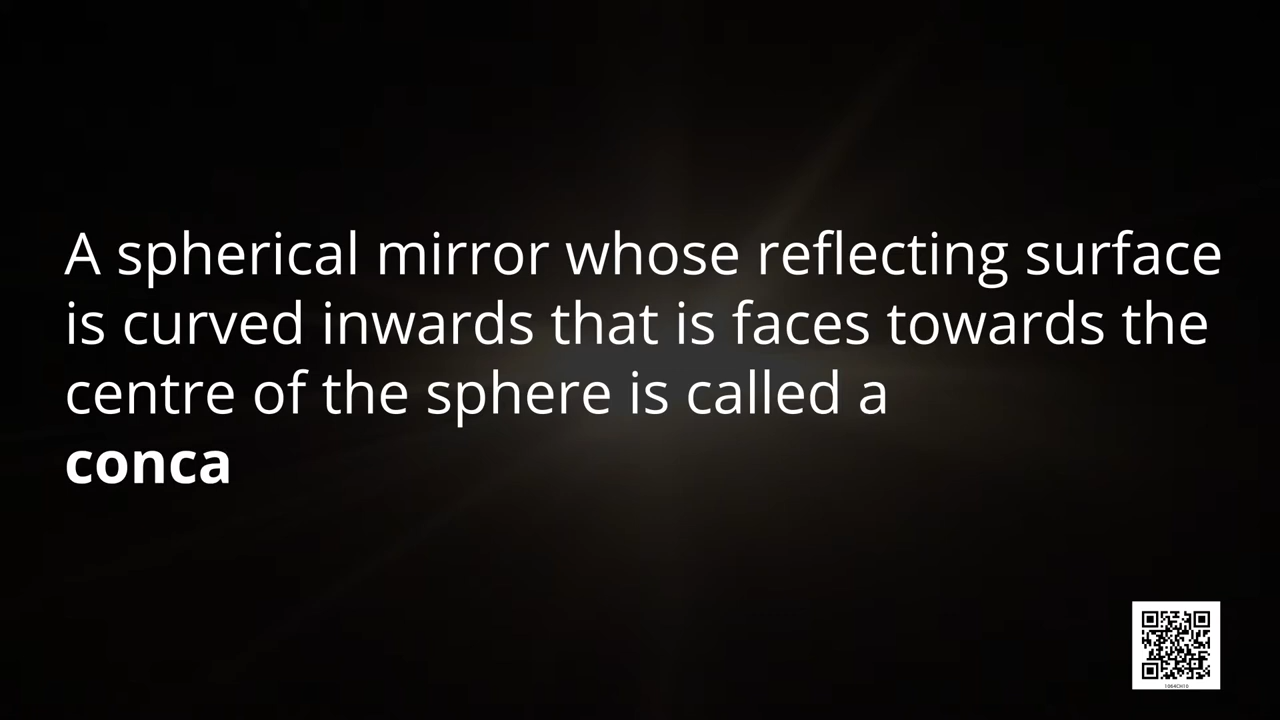 A spherical mirror whose reflecting surface
is curved inwards that is faces towards the
centre of the sphere is called a
conca
1064CH10